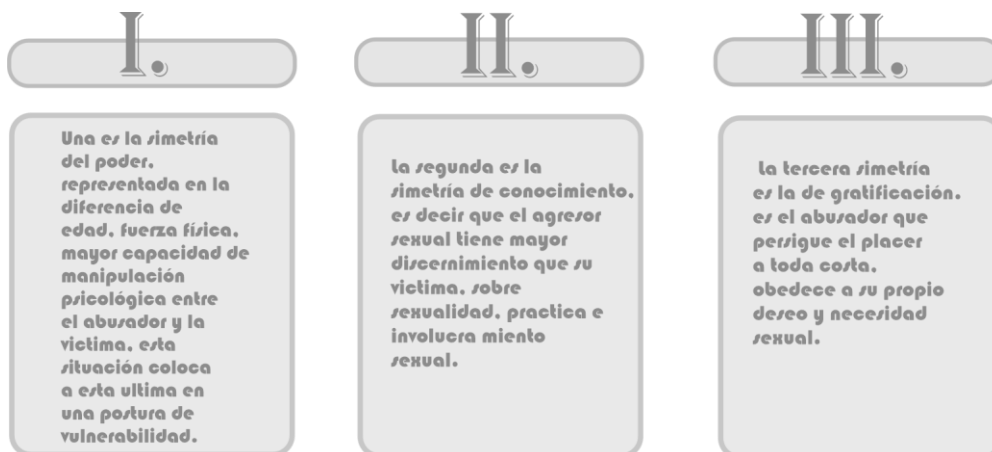 I.
Una es la simetría
del poder,
representada en la
diferencia de
edad, fuerza física,
mayor capacidad de
manipulación
psicológica entre
el abusador y la
victima, esta
situación coloca
a esta ultima en
una postura de
vulnerabilidad.
II.
La segunda es la
simetría de conocimiento,
es decir que el agresor
sexual tiene mayor
discernimiento que su
victima, sobre
sexualidad, practica e
involucra miento
sexual.
III.
La tercera simetría
es la de gratificación,
es el abusador que
persigue el placer
a toda costa,
obedece a su propio
deseo y necesidad
sexual.